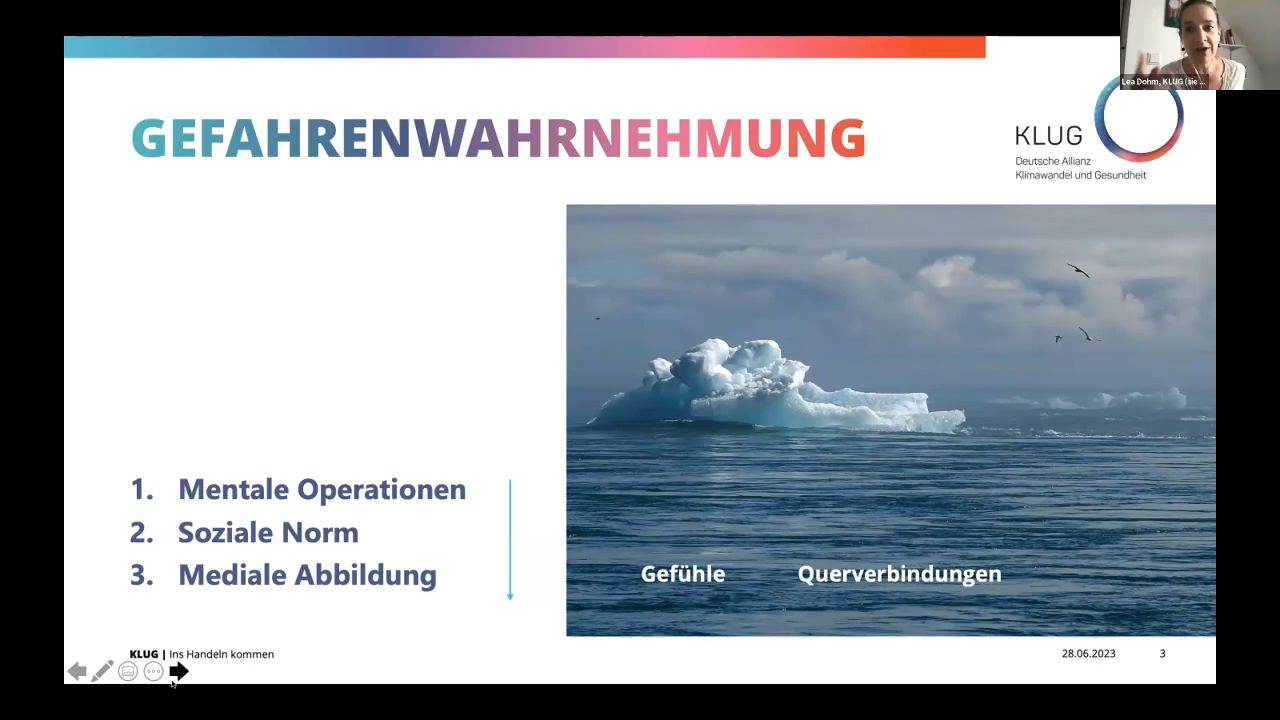 Lea Dohm, KLUG (sie ...
GEFAHRENWAHRNEHMUNG
KLUG
Deutsche Allianz
Klimawandel und Gesundheit
1. Mentale Operationen
2. Soziale Norm
3. Mediale Abbildung
Gefühle Querverbindungen
KLUG | Ins Handeln kommen
28.06.2023 3